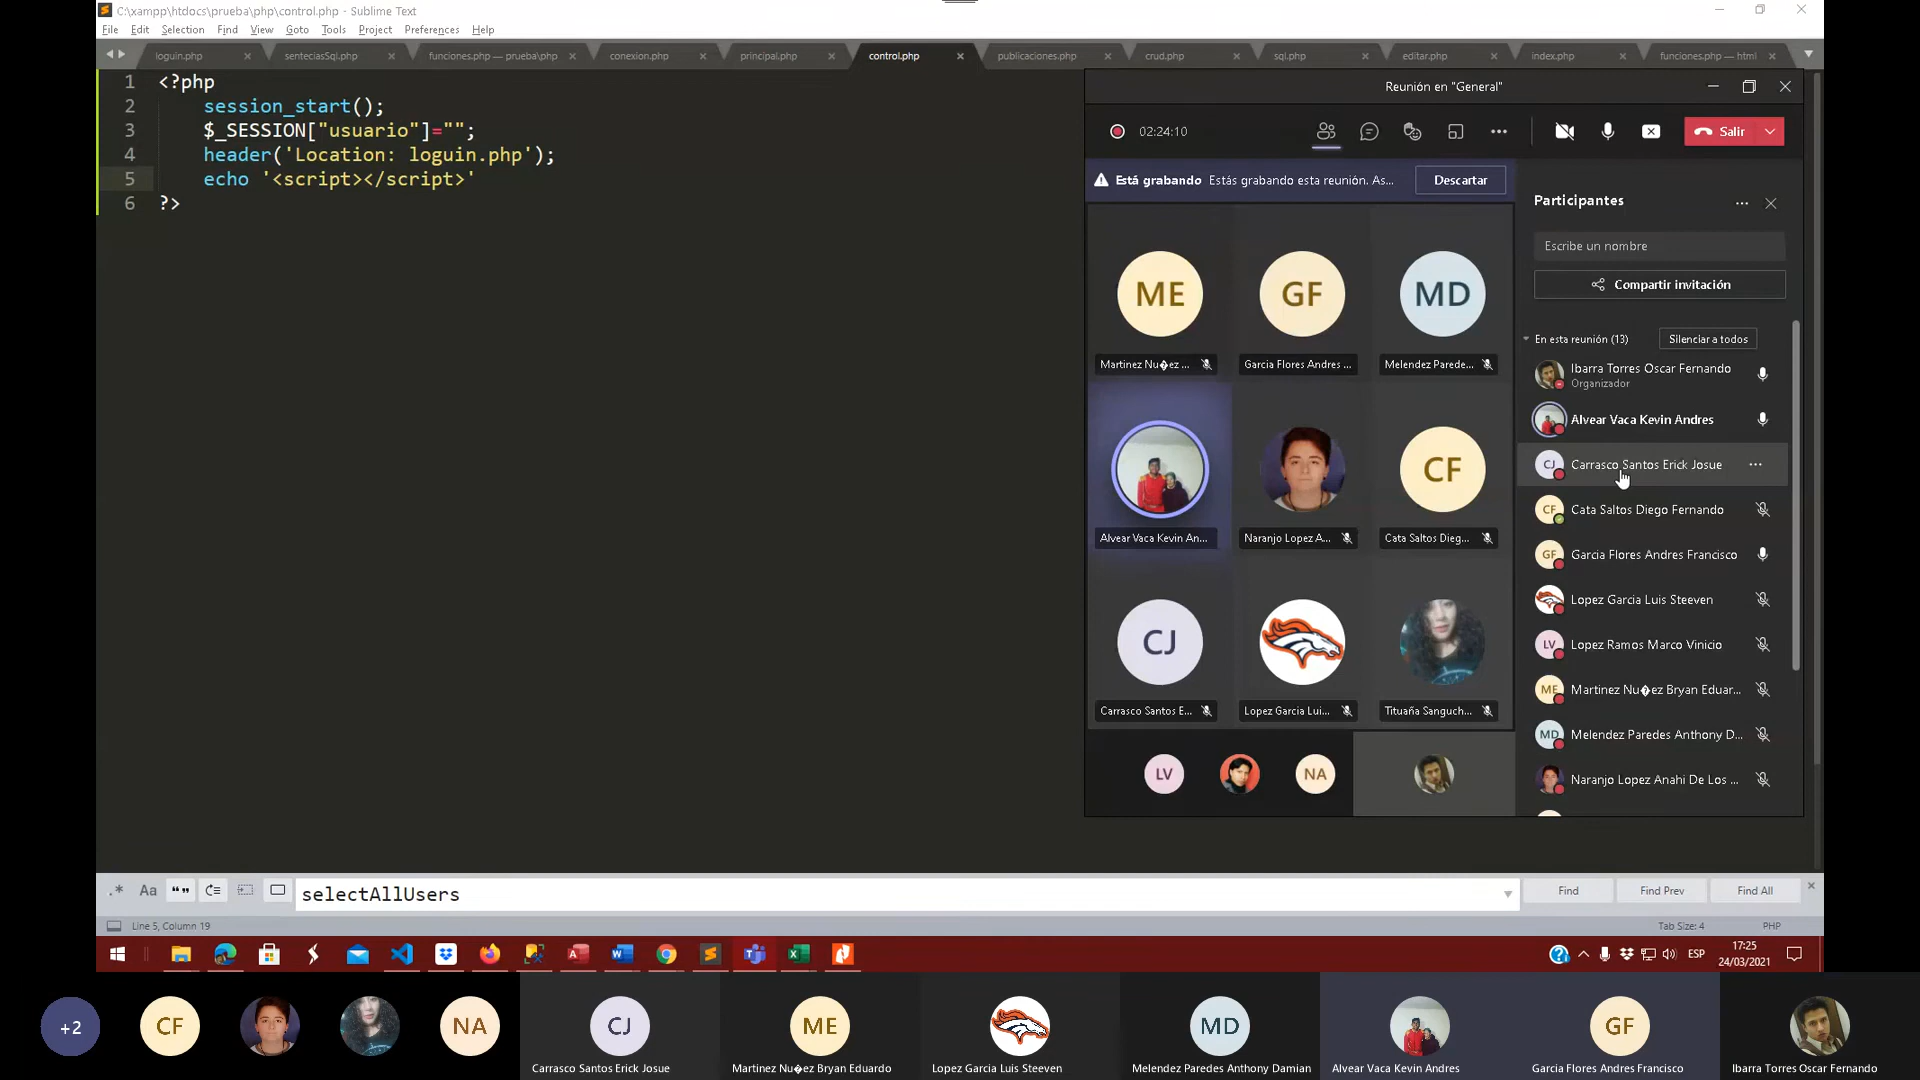 C:\xampp\htdocs\prueba\php\control.php - Sublime Text
File Edit Selection Find View Goto Tools Project Preferences Help
loguin.php
senteciasSql.php
funciones.php — prueba\php
conexion.php
principal.php
control.php
publicaciones.php
crud.php
sql.php
editar.php
index.php
funciones.php — html
1 <?php
2 session_start();
3 $_SESSION["usuario"]="";
4 header('Location: loguin.php');
5 echo '<script></script>'
6 ?>
Reunión en "General"
02:24:10
Salir
Está grabando Estás grabando esta reunión. As...
Descartar
ME
GF
MD
Martinez Nu�ez ...
Garcia Flores Andres ...
Melendez Parede...
CF
Alvear Vaca Kevin An...
Naranjo Lopez A...
Cata Saltos Dieg...
CJ
Carrasco Santos E...
Lopez Garcia Lui...
Tituaña Sanguch...
LV
NA
Participantes
Escribe un nombre
Compartir invitación
En esta reunión (13)
Silenciar a todos
Ibarra Torres Oscar Fernando
Organizador
Alvear Vaca Kevin Andres
CJ Carrasco Santos Erick Josue
CF Cata Saltos Diego Fernando
GF Garcia Flores Andres Francisco
Lopez Garcia Luis Steeven
LV Lopez Ramos Marco Vinicio
ME Martinez Nu�ez Bryan Eduar...
MD Melendez Paredes Anthony D...
Naranjo Lopez Anahi De Los ...
.* Aa
selectAllUsers
Find
Find Prev
Find All
Line 5, Column 19
Tab Size: 4
PHP
ESP
17:25
24/03/2021
+2
CF
NA
CJ
ME
MD
GF
Carrasco Santos Erick Josue
Martinez Nu�ez Bryan Eduardo
Lopez Garcia Luis Steeven
Melendez Paredes Anthony Damian
Alvear Vaca Kevin Andres
Garcia Flores Andres Francisco
Ibarra Torres Oscar Fernando